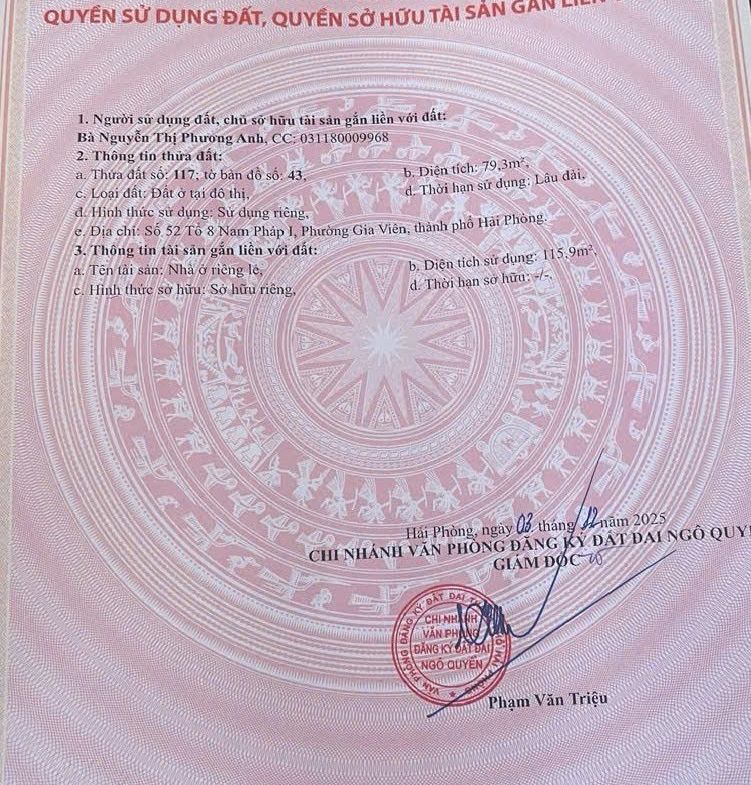 QUYỀN SỬ DỤNG ĐẤT, QUYỀN SỞ HỮU TÀI SẢN GẮN LIỀN
1. Người sử dụng đất, chủ sở hữu tài sản gắn liền với đất:
Bà Nguyễn Thị Phương Anh, CC: 031180009968
2. Thông tin thửa đất:
a. Thửa đất số: 117; tờ bản đồ số: 43, b. Diện tích: 79,3m²,
c. Loại đất: Đất ở tại đô thị, d. Thời hạn sử dụng: Lâu dài,
đ. Hình thức sử dụng: Sử dụng riêng,
e. Địa chỉ: Số 52 Tổ 8 Nam Pháp 1, Phường Gia Viên, thành phố Hải Phòng.
3. Thông tin tài sản gắn liền với đất:
a. Tên tài sản: Nhà ở riêng lẻ, b. Diện tích sử dụng: 115,9m²,
c. Hình thức sở hữu: Sở hữu riêng, d. Thời hạn sở hữu: -/-.
Hải Phòng, ngày 03 tháng 12 năm 2025
CHI NHÁNH VĂN PHÒNG ĐĂNG KÝ ĐẤT ĐAI NGÔ QUY
GIÁM ĐỐC
VĂN PHÒNG ĐĂNG KÝ ĐẤT ĐAI
CHI NHÁNH
VĂN PHÒNG
ĐĂNG KÝ ĐẤT ĐAI
NGÔ QUYỀN
Phạm Văn Triệu